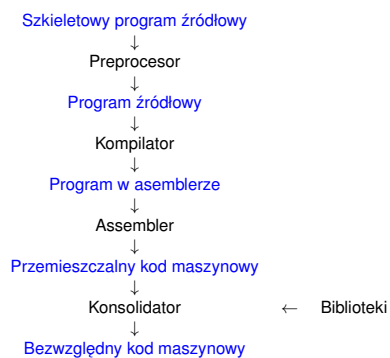 Szkieletowy program źródłowy
↓
Preprocesor
↓
Program źródłowy
↓
Kompilator
↓
Program w asemblerze
↓
Assembler
↓
Przemieszczalny kod maszynowy
↓
Konsolidator ← Biblioteki
↓
Bezwzględny kod maszynowy